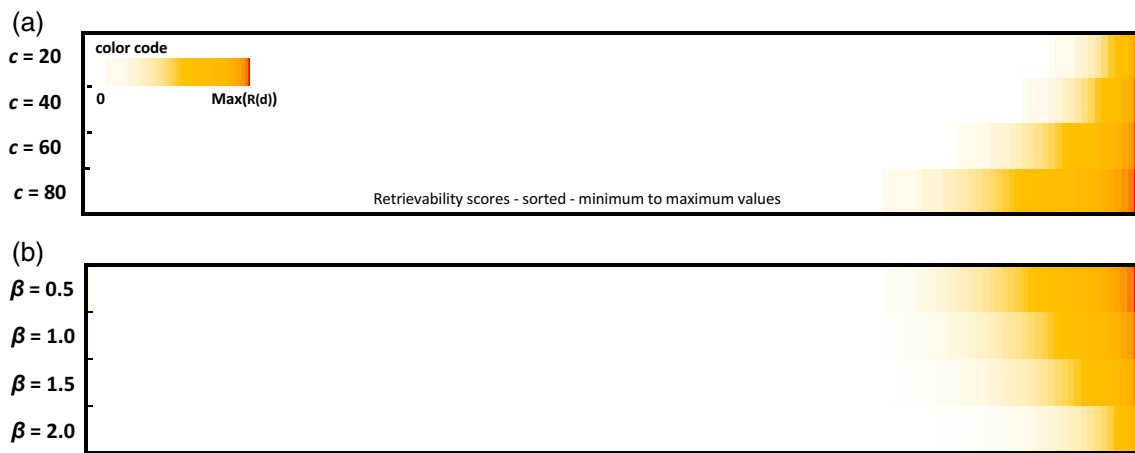 (a)
c = 20
c = 40
c = 60
c = 80
color code
0 Max(R(d))
Retrievability scores - sorted - minimum to maximum values
(b)
β = 0.5
β = 1.0
β = 1.5
β = 2.0